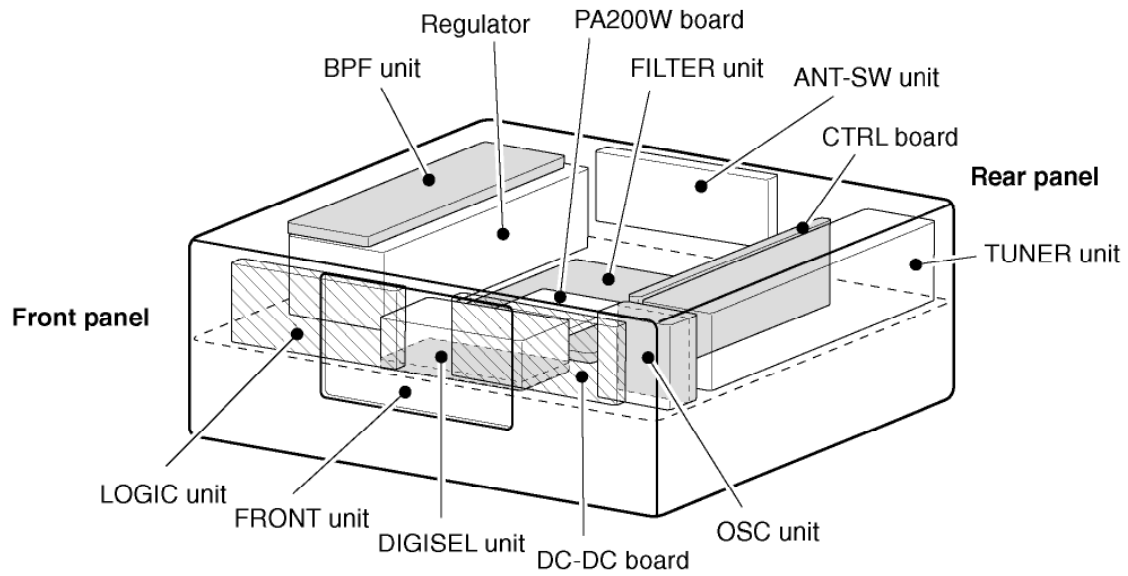 PA200W board
Regulator
BPF unit
FILTER unit
ANT-SW unit
CTRL board
Rear panel
TUNER unit
Front panel
LOGIC unit
FRONT unit
DIGISEL unit
DC-DC board
OSC unit